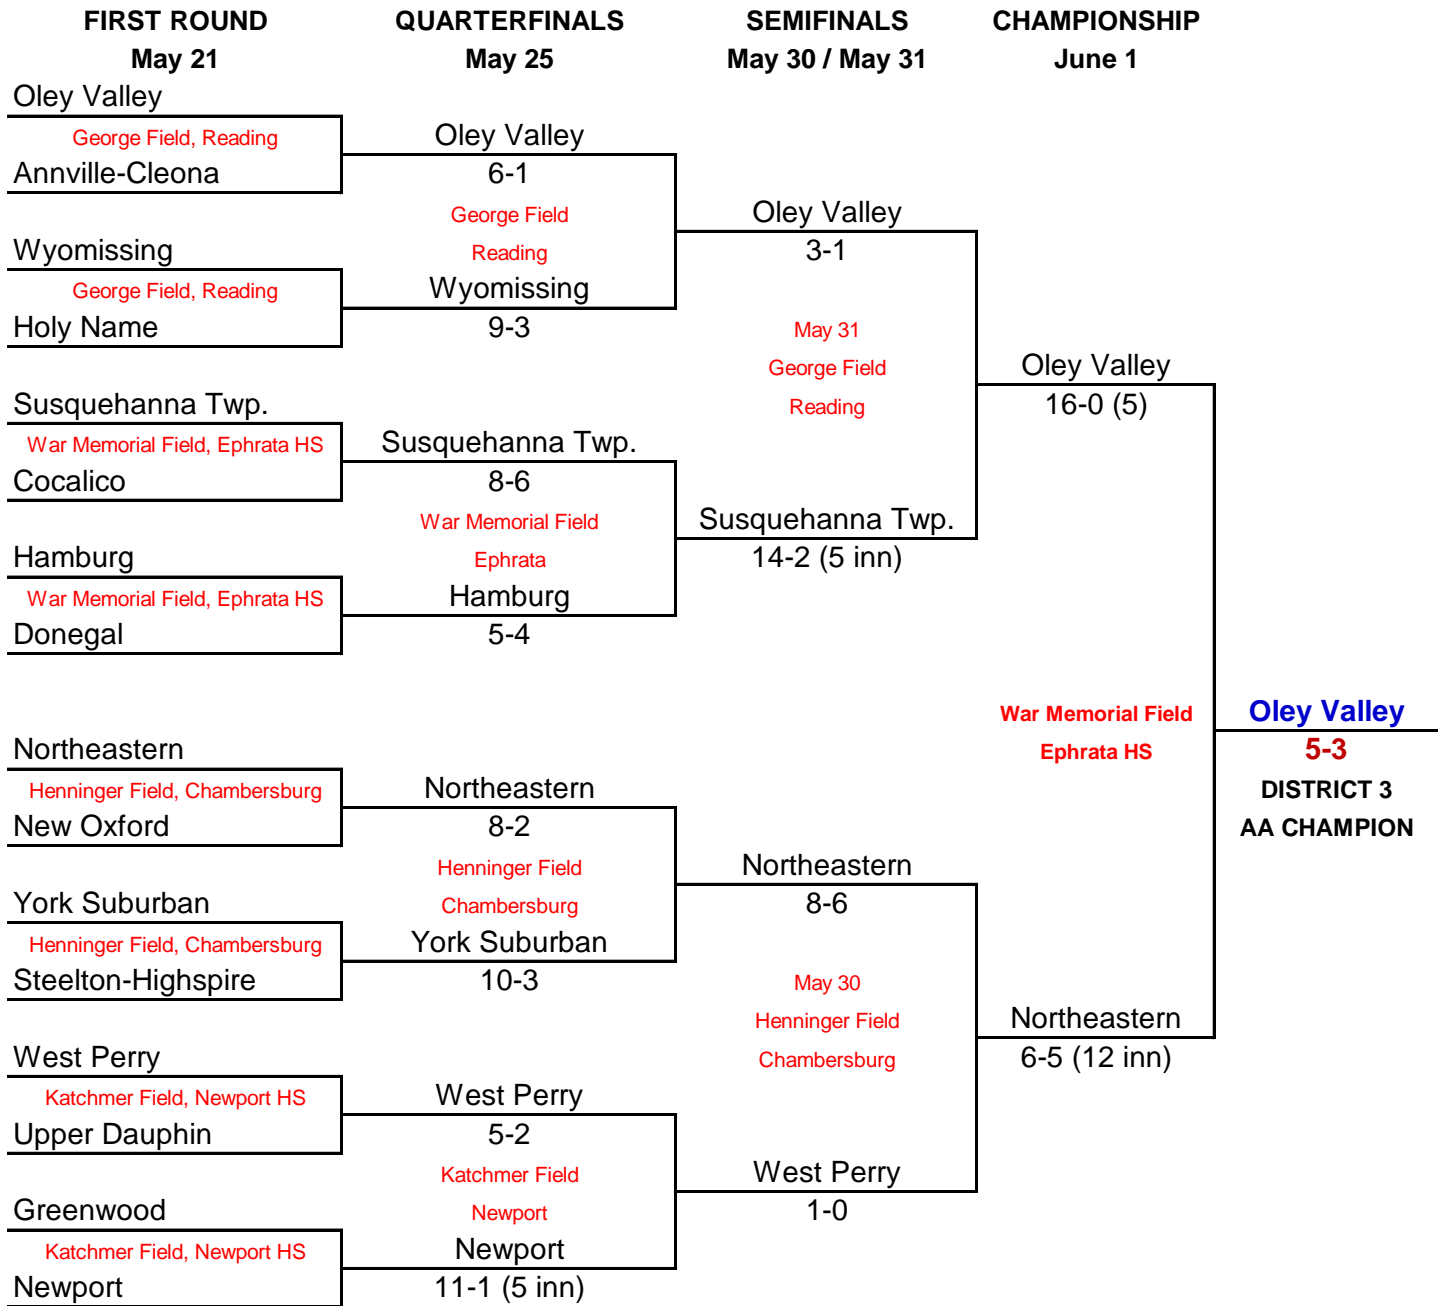 FIRST ROUND
May 21
QUARTERFINALS
May 25
SEMIFINALS
May 30 / May 31
CHAMPIONSHIP
June 1
Oley Valley
George Field, Reading
Annville-Cleona
Wyomissing
George Field, Reading
Holy Name
Susquehanna Twp.
War Memorial Field, Ephrata HS
Cocalico
Hamburg
War Memorial Field, Ephrata HS
Donegal
Northeastern
Henninger Field, Chambersburg
New Oxford
York Suburban
Henninger Field, Chambersburg
Steelton-Highspire
West Perry
Katchmer Field, Newport HS
Upper Dauphin
Greenwood
Katchmer Field, Newport HS
Newport
Oley Valley
6-1
George Field
Reading
Wyomissing
9-3
Susquehanna Twp.
8-6
War Memorial Field
Ephrata
Hamburg
5-4
Northeastern
8-2
Henninger Field
Chambersburg
York Suburban
10-3
West Perry
5-2
Katchmer Field
Newport
Newport
11-1 (5 inn)
Oley Valley
3-1
May 31
George Field
Reading
Susquehanna Twp.
14-2 (5 inn)
Northeastern
8-6
May 30
Henninger Field
Chambersburg
West Perry
1-0
Oley Valley
16-0 (5)
War Memorial Field
Ephrata HS
Northeastern
6-5 (12 inn)
Oley Valley
5-3
DISTRICT 3
AA CHAMPION